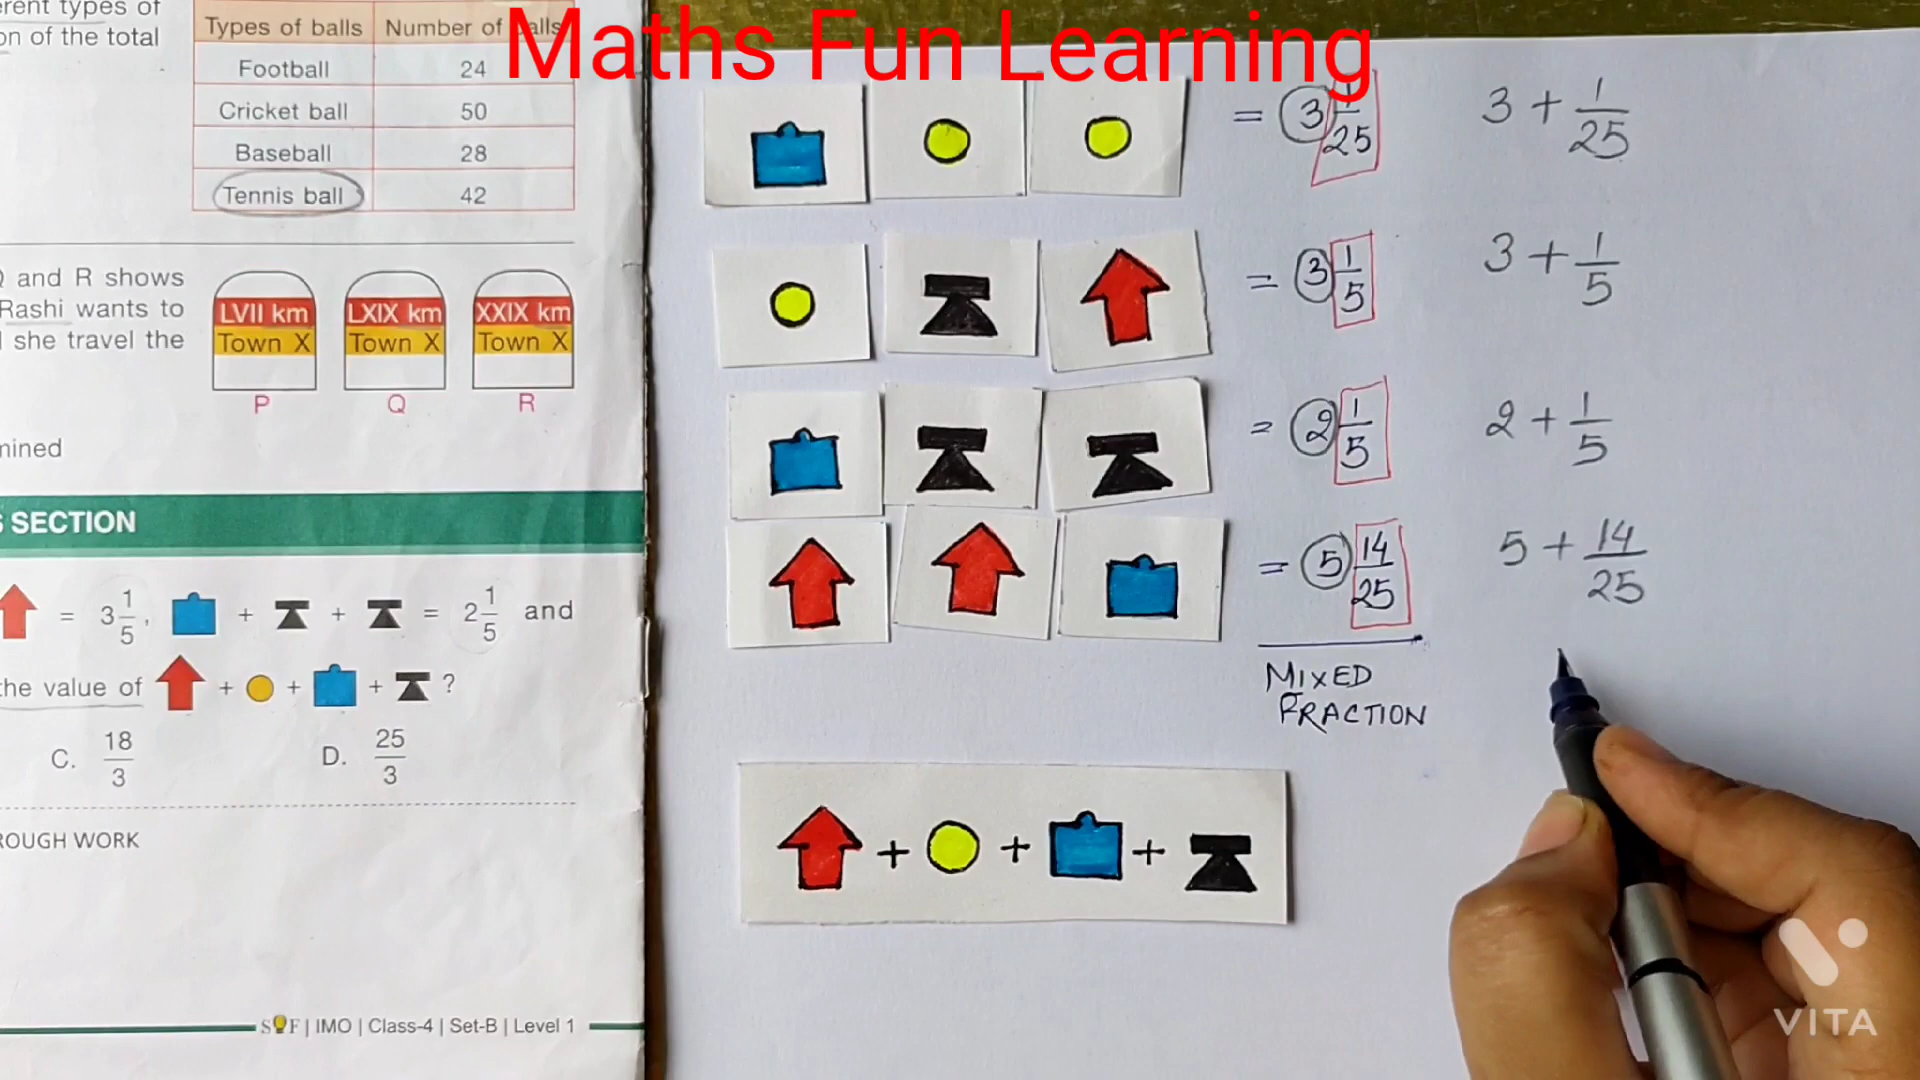 Maths Fun Learning
erent types of
on of the total
Types of balls Number of balls
Football 24
Cricket ball 50
Baseball 28
Tennis ball 42
Q and R shows
Rashi wants to
she travel the
LVII km LXIX km XXIX km
Town X Town X Town X
P Q R
mined
SECTION
= 3 1/5, + + = 2 1/5 and
the value of + + + ?
C. 18/3 D. 25/3
ROUGH WORK
SOF | IMO | Class-4 | Set-B | Level 1
= 3 1/25 3 + 1/25
= 3 1/5 3 + 1/5
= 2 1/5 2 + 1/5
= 5 14/25 5 + 14/25
MIXED
FRACTION
+ + +
VITA